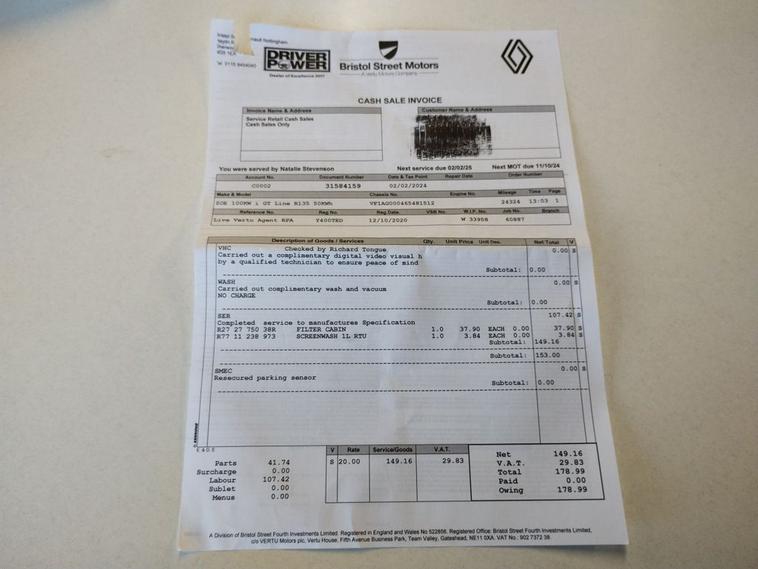 nault Nottingham
DRIVER
POWER
Dealer of Excellence 2017
Bristol Street Motors
A Vertu Motors Company
CASH SALE INVOICE
Invoice Name & Address
Customer Name & Address
Service Retail Cash Sales
Cash Sales Only
You were served by Natalie Stevenson Next service due 02/02/25 Next MOT due 11/10/24
Account No. Document Number Date & Tax Point Repair Date Order Number
C0002 31584159 02/02/2024
Make & Model Chassis No. Engine No. Mileage Time Page
ZOE 100KW i GT Line R135 50KWh VF1AG000465481512 24324 13:03 1
Reference No. Reg No. Reg Date. VSB No. W.I.P. No. Job No. Branch
Live Vertu Agent RPA Y400TED 12/10/2020 W 33958 60887
Description of Goods / Services Qty. Unit Price Unit Disc. Net Total V
VHC Checked by Richard Tongue 0.00 S
Carried out a complimentary digital video visual h
by a qualified technician to ensure peace of mind
Subtotal: 0.00
WASH 0.00 S
Carried out complimentary wash and vacuum
NO CHARGE
Subtotal: 0.00
SER 107.42 S
Completed service to manufactures Specification
R27 27 750 38R FILTER CABIN 1.0 37.90 EACH 0.00 37.90 S
R77 11 238 973 SCREENWASH 1L RTU 1.0 3.84 EACH 0.00 3.84 S
Subtotal: 149.16
Subtotal: 153.00
SMEC 0.00 S
Resecured parking sensor
Subtotal: 0.00
Parts 41.74
Surcharge 0.00
Labour 107.42
Sublet 0.00
Menus 0.00
V Rate Service/Goods V.A.T.
S 20.00 149.16 29.83
Net 149.16
V.A.T. 29.83
Total 178.99
Paid 0.00
Owing 178.99
A Division of Bristol Street Fourth Investments Limited. Registered in England and Wales No 522856. Registered Office: Bristol Street Fourth Investments Limited,
c/o VERTU Motors plc, Vertu House, Fifth Avenue Business Park, Team Valley, Gateshead, NE11 0XA. VAT No.: 902 7372 38